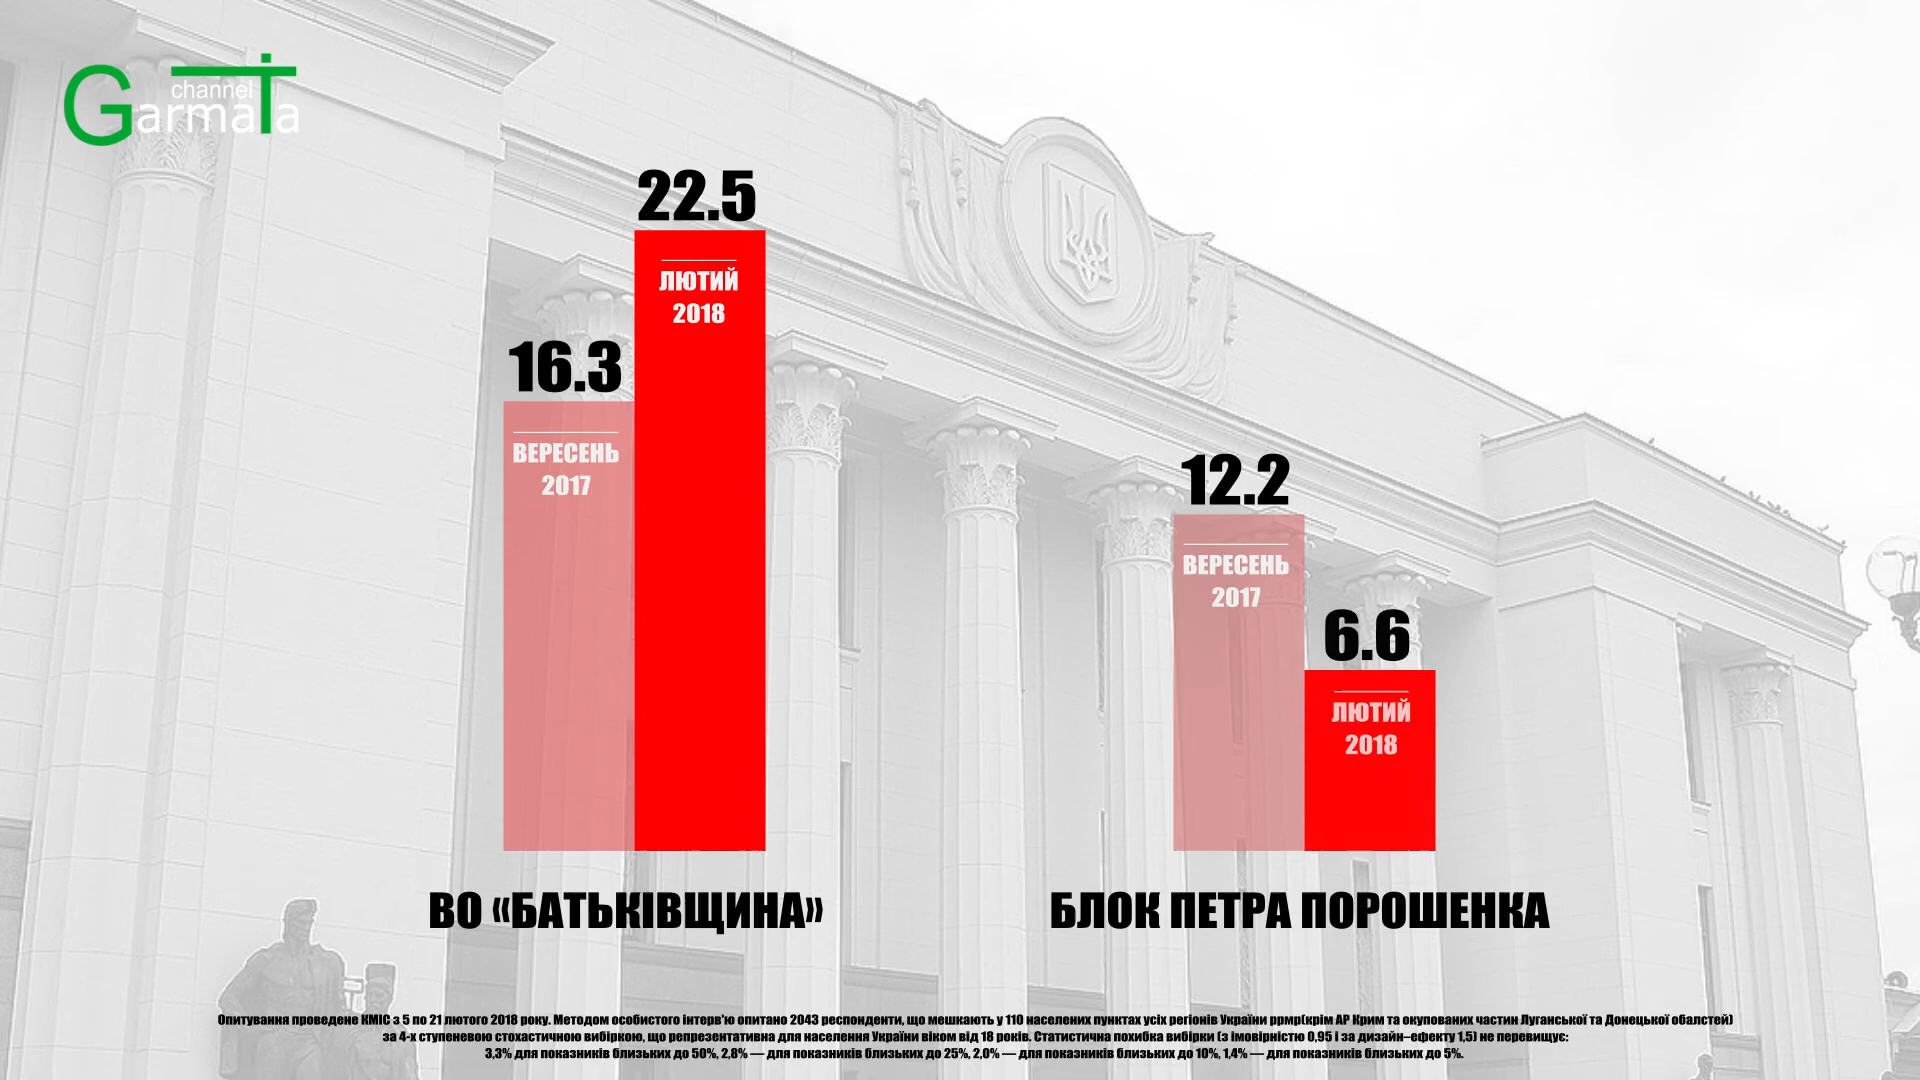 channel
GarmaTa
22.5
ЛЮТИЙ
2018
16.3
ВЕРЕСЕНЬ
2017
12.2
ВЕРЕСЕНЬ
2017
6.6
ЛЮТИЙ
2018
ВО «БАТЬКІВЩИНА»
БЛОК ПЕТРА ПОРОШЕНКА
Опитування проведене КМІС з 5 по 21 лютого 2018 року. Методом особистого інтерв'ю опитано 2043 респонденти, що мешкають у 110 населених пунктах усіх регіонів України ррмр(крім АР Крим та окупованих частин Луганської та Донецької обалстей)
за 4-х ступеневою стохастичною вибіркою, що репрезентативна для населення України віком від 18 років. Статистична похибка вибірки (з імовірністю 0,95 і за дизайн–ефекту 1,5) не перевищує:
3,3% для показників близьких до 50%, 2,8% — для показників близьких до 25%, 2,0% — для показників близьких до 10%, 1,4% — для показників близьких до 5%.